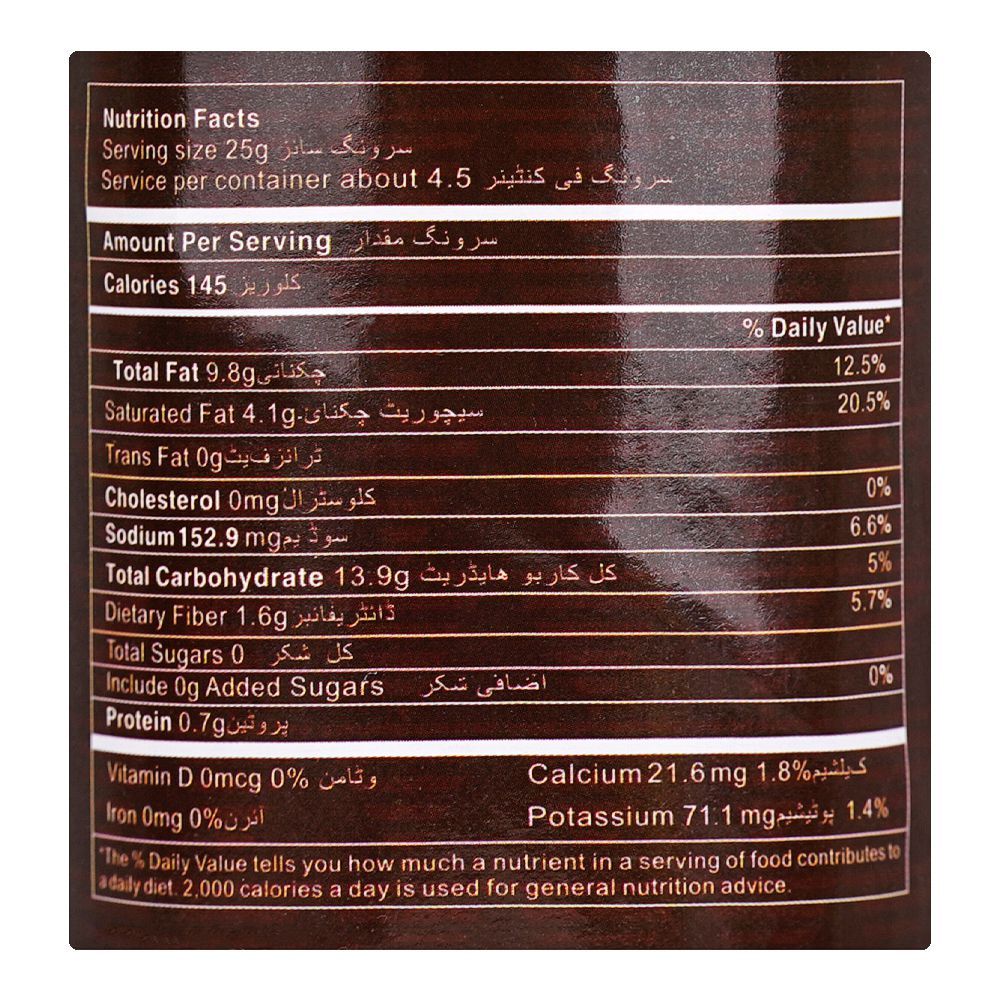 Nutrition Facts
Serving size 25g سرونگ سائز
Service per container about 4.5 سرونگ فی کنٹینر
Amount Per Serving سرونگ مقدار
Calories 145 کلوریز
% Daily Value*
Total Fat 9.8g چکنائی 12.5%
Saturated Fat 4.1g سیچوریٹ چکنای- 20.5%
Trans Fat 0g ٹرانزفیٹ
Cholesterol 0mg کلوسٹرال 0%
Sodium 152.9 mg سوڈیم 6.6%
Total Carbohydrate 13.9g کل کاربو ھایڈریٹ 5%
Dietary Fiber 1.6g ڈائٹریفائبر 5.7%
Total Sugars 0 کل شکر
Include 0g Added Sugars اضافی شکر 0%
Protein 0.7g پروٹین
Vitamin D 0mcg 0% وٹامن Calcium 21.6 mg 1.8% کیلشیم
Iron 0mg 0% آئرن Potassium 71.1 mg پوٹیشیم 1.4%
*The % Daily Value tells you how much a nutrient in a serving of food contributes to
a daily diet. 2,000 calories a day is used for general nutrition advice.